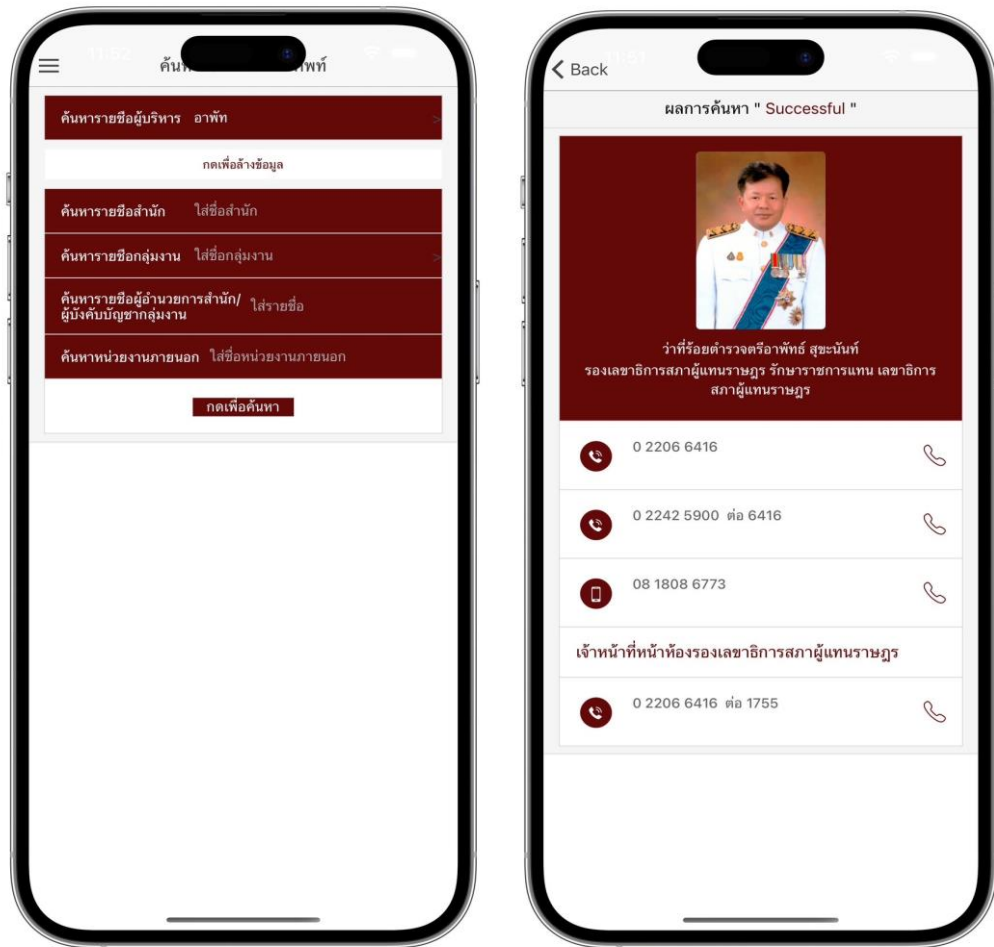 11:52
ค้น พท์
ค้นหารายชื่อผู้บริหาร อาพัท >
กดเพื่อล้างข้อมูล
ค้นหารายชื่อสำนัก ใส่ชื่อสำนัก
ค้นหารายชื่อกลุ่มงาน ใส่ชื่อกลุ่มงาน >
ค้นหารายชื่อผู้อำนวยการสำนัก/
ผู้บังคับบัญชากลุ่มงาน ใส่รายชื่อ
ค้นหาหน่วยงานภายนอก ใส่ชื่อหน่วยงานภายนอก
กดเพื่อค้นหา
11:57
Back
ผลการค้นหา " Successful "
ว่าที่ร้อยตำรวจตรีอาพัทธ์ สุขะนันท์
รองเลขาธิการสภาผู้แทนราษฎร รักษาราชการแทน เลขาธิการ
สภาผู้แทนราษฎร
0 2206 6416
0 2242 5900 ต่อ 6416
08 1808 6773
เจ้าหน้าที่หน้าห้องรองเลขาธิการสภาผู้แทนราษฎร
0 2206 6416 ต่อ 1755